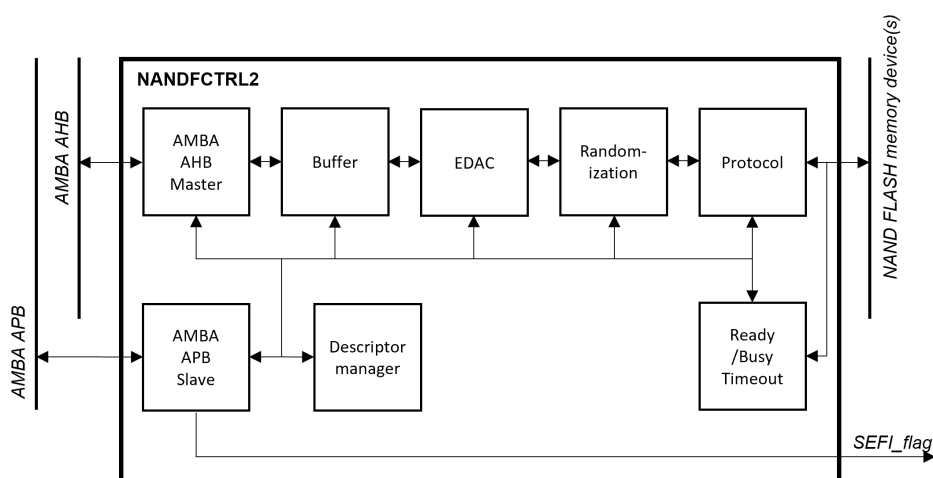 NANDFCTRL2
AMBA AHB
AMBA
AHB
Master
Buffer
EDAC
Random-
ization
Protocol
NAND FLASH memory device(s)
AMBA APB
AMBA
APB
Slave
Descriptor
manager
Ready
/Busy
Timeout
SEFI_flag